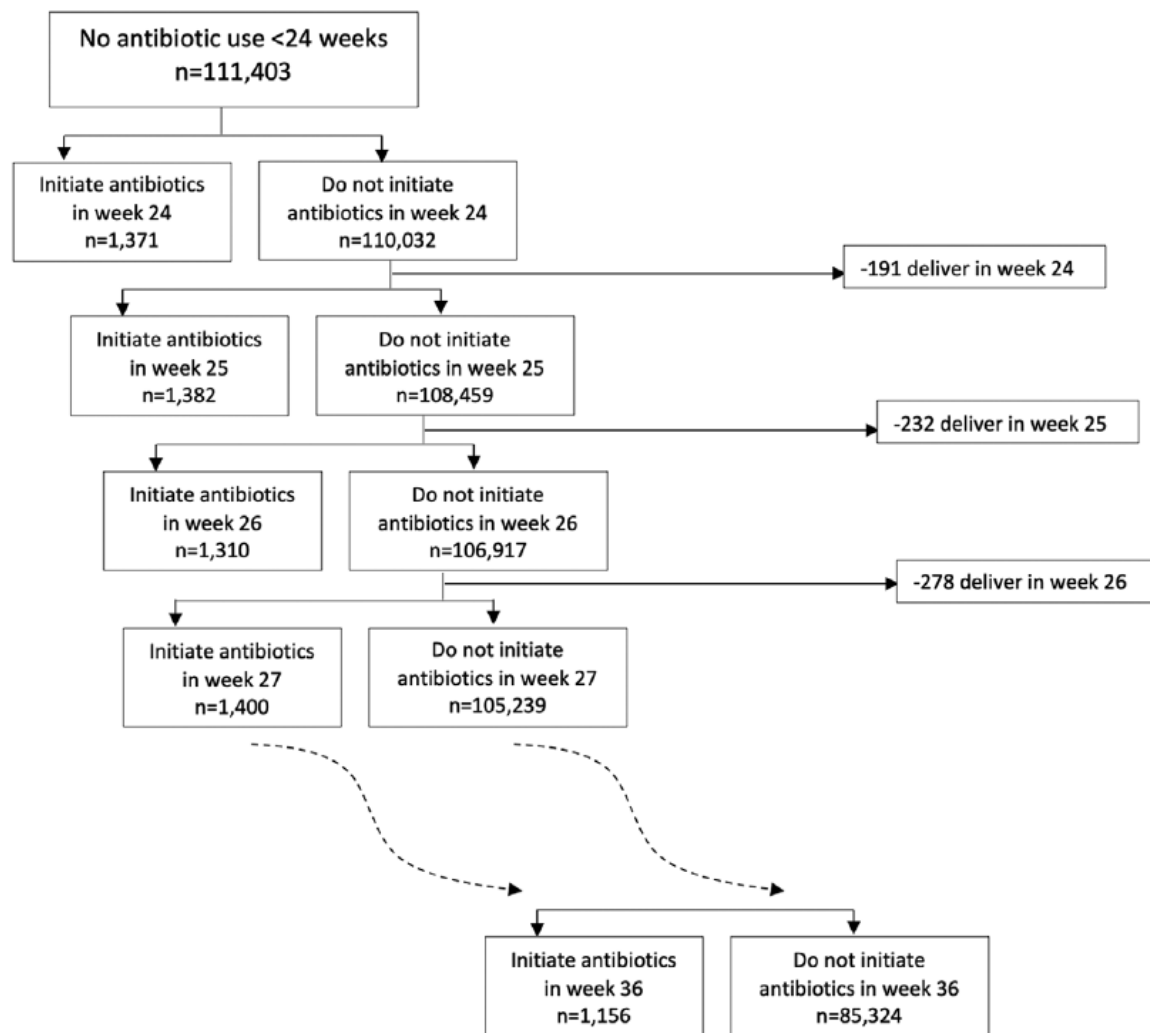 No antibiotic use <24 weeks
n=111,403
Initiate antibiotics
in week 24
n=1,371
Do not initiate
antibiotics in week 24
n=110,032
-191 deliver in week 24
Initiate antibiotics
in week 25
n=1,382
Do not initiate
antibiotics in week 25
n=108,459
-232 deliver in week 25
Initiate antibiotics
in week 26
n=1,310
Do not initiate
antibiotics in week 26
n=106,917
-278 deliver in week 26
Initiate antibiotics
in week 27
n=1,400
Do not initiate
antibiotics in week 27
n=105,239
Initiate antibiotics
in week 36
n=1,156
Do not initiate
antibiotics in week 36
n=85,324